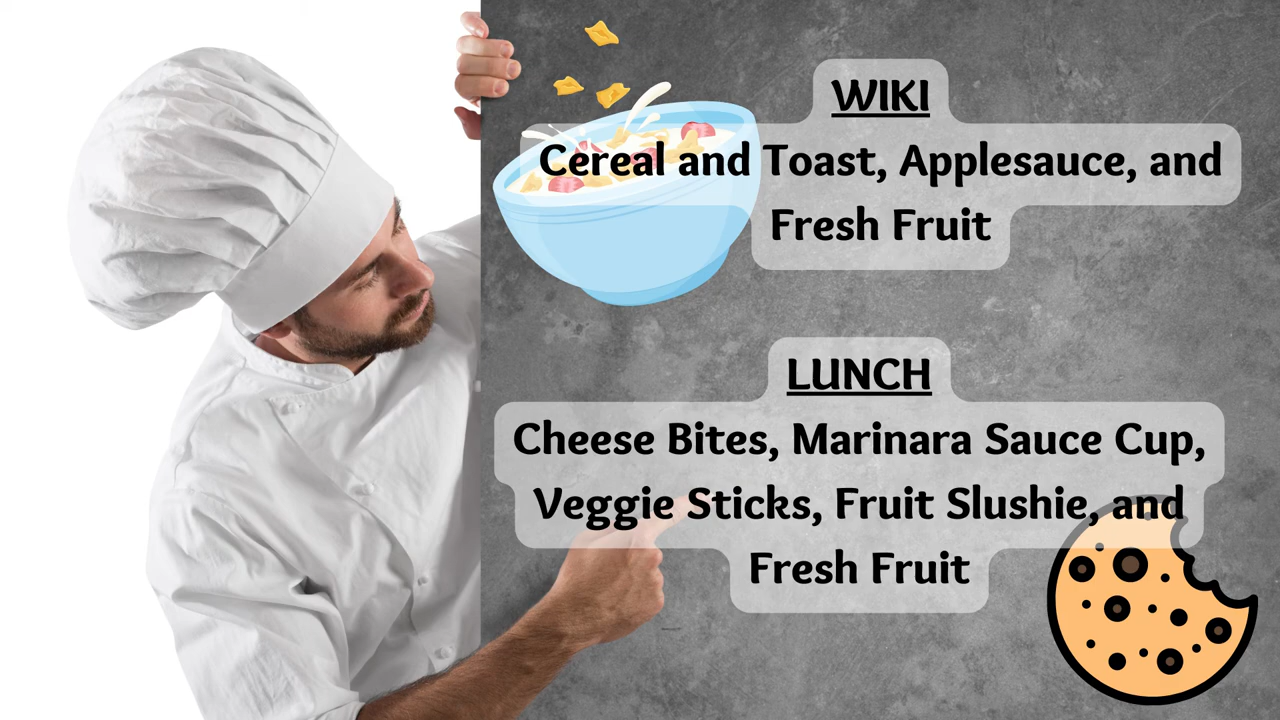 WIKI
Cereal and Toast, Applesauce, and
Fresh Fruit
LUNCH
Cheese Bites, Marinara Sauce Cup,
Veggie Sticks, Fruit Slushie, and
Fresh Fruit